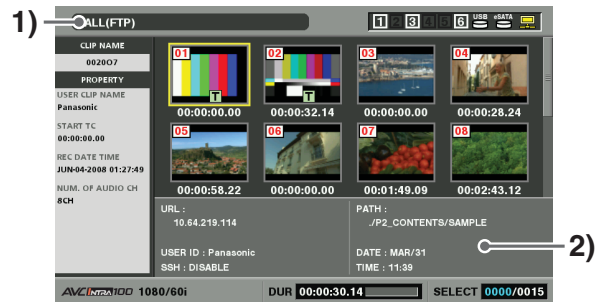 1)
ALL(FTP)
1 2 3 4 5 6 USB eSATA
CLIP NAME
0020O7
PROPERTY
USER CLIP NAME
Panasonic
START TC
00:00:00.00
REC DATE TIME
JUN-04-2008 01:27:49
NUM. OF AUDIO CH
8CH
01 02 03 04
T T
00:00:00.00 00:00:32.14 00:00:00.00 00:00:28.24
05 06 07 08
00:00:58.22 00:00:00.00 00:01:49.09 00:02:43.12
URL :
10.64.219.114
USER ID : Panasonic
SSH : DISABLE
PATH :
./P2_CONTENTS/SAMPLE
DATE : MAR/31
TIME : 11:39
2)
AVC INTRA100 1080/60i DUR 00:00:30.14 SELECT 0000/0015